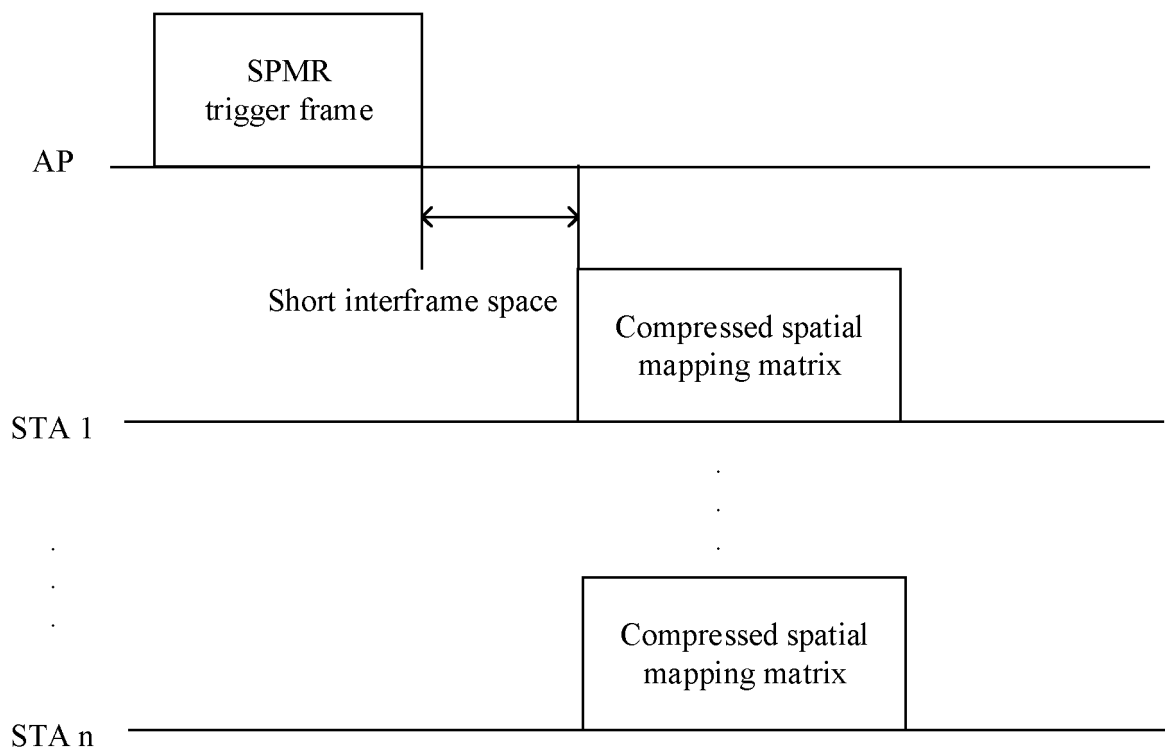 SPMR
trigger frame
AP
Short interframe space
Compressed spatial
mapping matrix
STA 1
Compressed spatial
mapping matrix
STA n